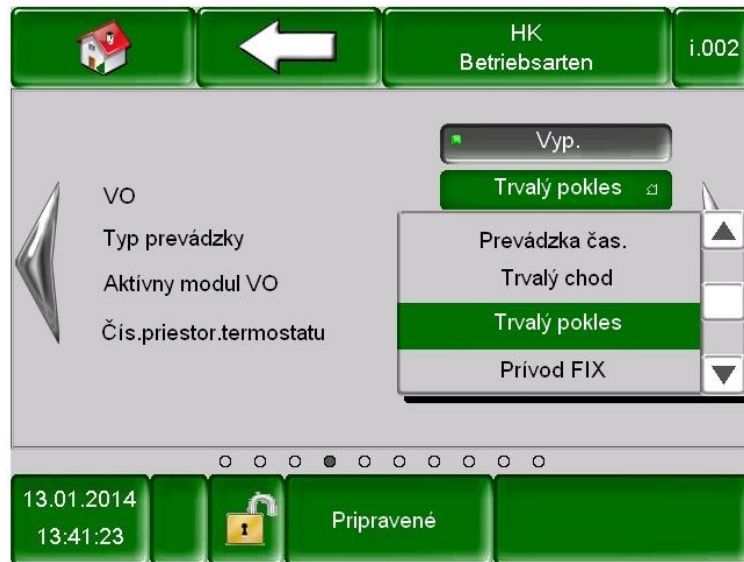 HK
Betriebsarten
i.002
Vyp.
VO
Trvalý pokles
Typ prevádzky
Prevádzka čas.
Aktívny modul VO
Trvalý chod
Čís.priestor.termostatu
Trvalý pokles
Prívod FIX
13.01.2014
13:41:23
Pripravené